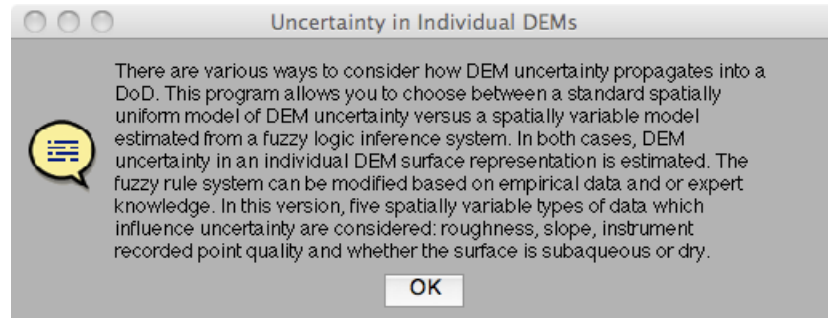 Uncertainty in Individual DEMs
There are various ways to consider how DEM uncertainty propagates into a
DoD. This program allows you to choose between a standard spatially
uniform model of DEM uncertainty versus a spatially variable model
estimated from a fuzzy logic inference system. In both cases, DEM
uncertainty in an individual DEM surface representation is estimated. The
fuzzy rule system can be modified based on empirical data and or expert
knowledge. In this version, five spatially variable types of data which
influence uncertainty are considered: roughness, slope, instrument
recorded point quality and whether the surface is subaqueous or dry.
OK